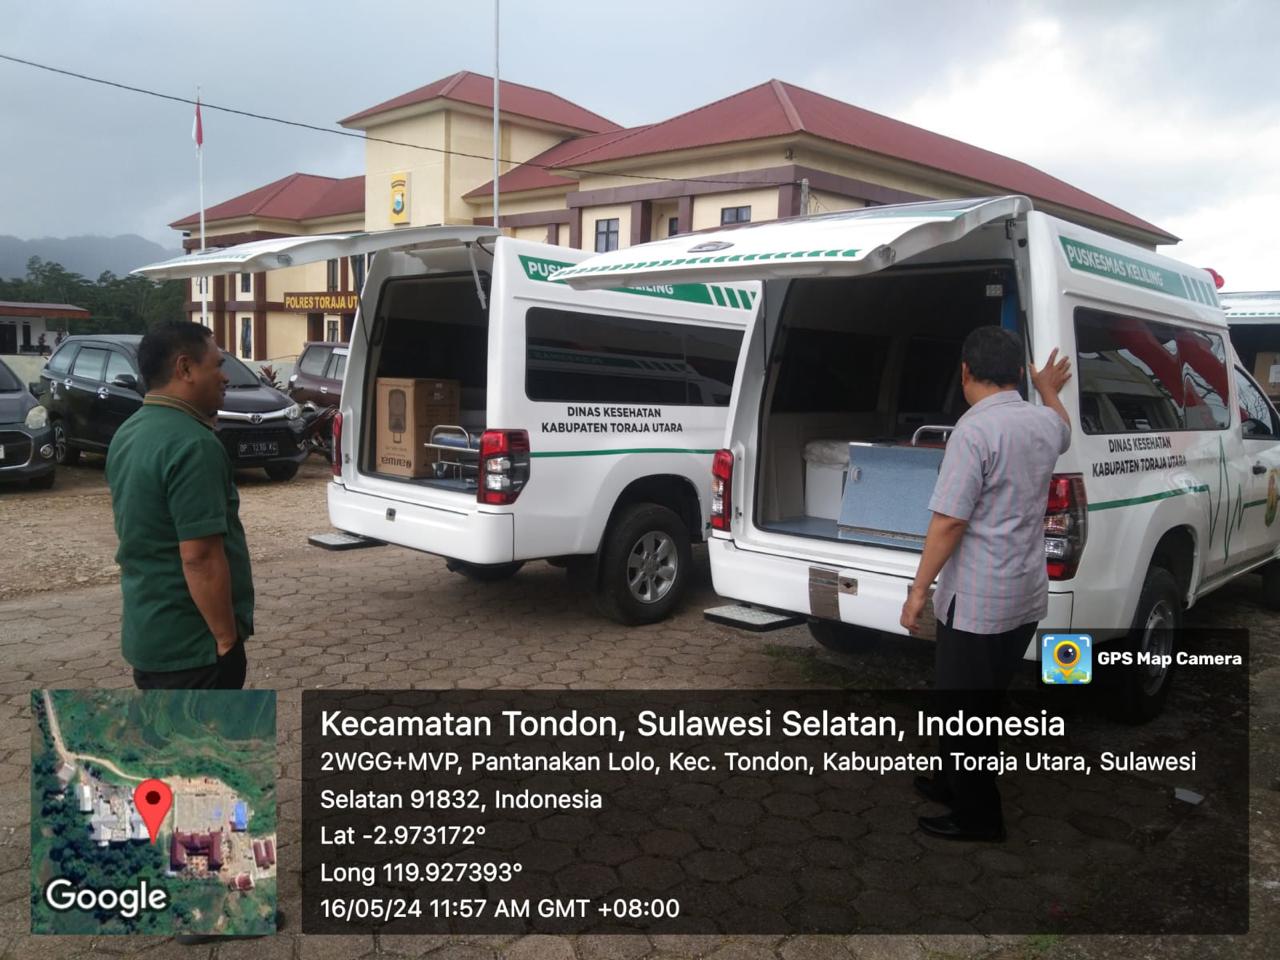 POLRES TORAJA UT
PUSKESMAS KELILING
DINAS KESEHATAN
KABUPATEN TORAJA UTARA
PUSKESMAS KELILING
DINAS KESEHATAN
KABUPATEN TORAJA UTARA
GPS Map Camera
Kecamatan Tondon, Sulawesi Selatan, Indonesia
2WGG+MVP, Pantanakan Lolo, Kec. Tondon, Kabupaten Toraja Utara, Sulawesi
Selatan 91832, Indonesia
Lat -2.973172°
Long 119.927393°
16/05/24 11:57 AM GMT +08:00
Google